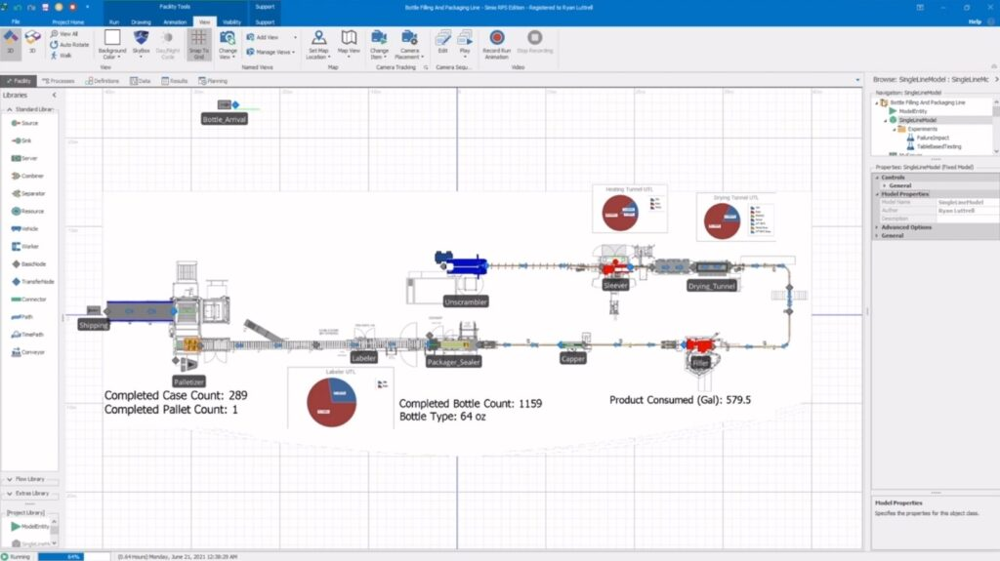 Facility Tools
Support
Bottle Filling And Packaging Line - Simio RPS Edition - Registered to Ryan Luttrell
File
Project Home
Run
Drawing
Animation
View
Visibility
Support
Help
2D
3D
View All
Auto Rotate
Walk
Background Color
SkyBox
Day/Night Cycle
Snap To Grid
Change View
Add View
Manage Views
Set Map Location
Map View
Change Item
Camera Placement
Edit
Play
Record Run Animation
Stop Recording
View
Named Views
Map
Camera Tracking
Camera Sequ...
Video
Facility
Processes
Definitions
Data
Results
Planning
Libraries
Standard Library
Source
Sink
Server
Combiner
Separator
Resource
Vehicle
Worker
BasicNode
TransferNode
Connector
Path
TimePath
Conveyor
Flow Library
Extras Library
[Project Library]
ModelEntity
SingleLineM
Bottle_Arrival
Heating Tunnel UTL
Drying Tunnel UTL
Unscrambler
Sleever
Drying_Tunnel
Shipping
Palletizer
Labeler
Packager_Sealer
Capper
Filler
Labeler UTL
Completed Case Count: 289
Completed Pallet Count: 1
Completed Bottle Count: 1159
Bottle Type: 64 oz
Product Consumed (Gal): 579.5
Browse: SingleLineModel : SingleLineMc
Navigation: SingleLineModel
Bottle Filling And Packaging Line
ModelEntity
SingleLineModel
Experiments
FailureImpact
TableBasedTesting
Properties: SingleLineModel (Fixed Model)
Controls
General
Model Properties
Model Name SingleLineModel
Author Ryan Luttrell
Description
Advanced Options
General
Model Properties
Specifies the properties for this object class.
Running
64%
(0.64 Hours) Monday, June 21, 2021 12:38:29 AM